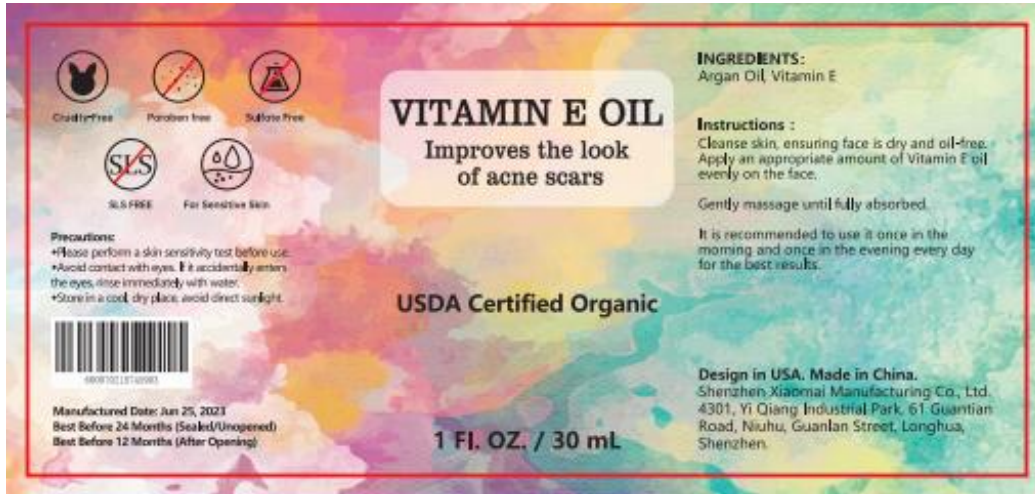 Cruelty-Free
Paraben free
Sulfate Free
SLS
SLS FREE
For Sensitive Skin
Precautions:
•Please perform a skin sensitivity test before use.
•Avoid contact with eyes. If it accidentally enters
the eyes, rinse immediately with water.
•Store in a cool, dry place, avoid direct sunlight.
Manufactured Date: Jun 25, 2023
Best Before 24 Months (Sealed/Unopened)
Best Before 12 Months (After Opening)
VITAMIN E OIL
Improves the look
of acne scars
USDA Certified Organic
1 Fl. OZ. / 30 mL
INGREDIENTS:
Argan Oil, Vitamin E
Instructions :
Cleanse skin, ensuring face is dry and oil-free.
Apply an appropriate amount of Vitamin E oil
evenly on the face.
Gently massage until fully absorbed.
It is recommended to use it once in the
morning and once in the evening every day
for the best results.
Design in USA. Made in China.
Shenzhen Xiaomai Manufacturing Co., Ltd.
4301, Yi Qiang Industrial Park, 61 Guantian
Road, Niuhu, Guanlan Street, Longhua,
Shenzhen.